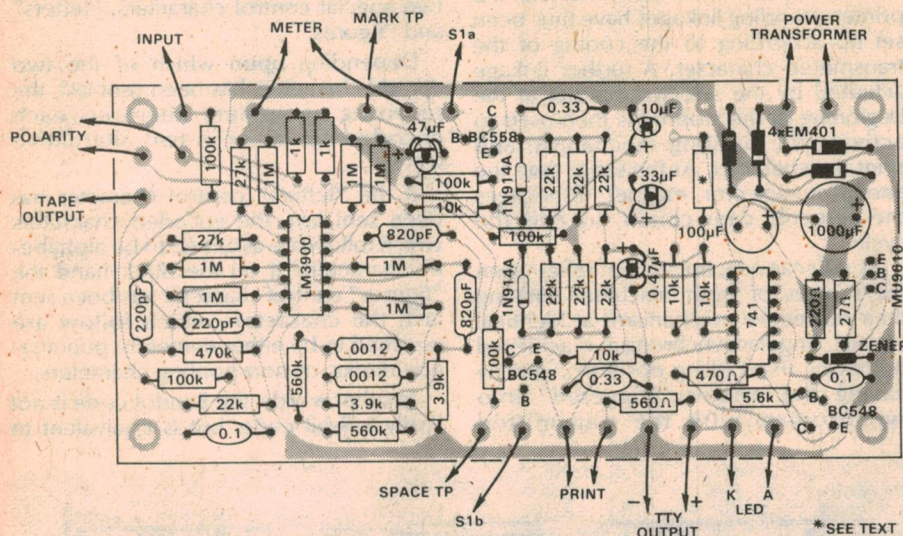 MARK TP
POWER
TRANSFORMER
METER
S1a
INPUT
POLARITY
TAPE
OUTPUT
47µF
+
C
B
BC558
E
0.33
10µF
+
4xEM401
100k
27k
1M
1k
1k
1M
1M
100k
10k
1N914A
22k
22k
22k
33µF
+
*
+
100µF
+
1000µF
27k
820pF
100k
1M
LM3900
1M
1M
220pF
220pF
820pF
1N914A
22k
22k
22k
+
47µF
10k
10k
741
220Ω
27Ω
E
B
C
MU9810
470k
.0012
100k
C
E
BC548
B
10k
470Ω
ZENER
100k
560k
.0012
3.9k
0.33
0.1
22k
3.9k
560Ω
5.6k
C
B
BC548
E
0.1
560k
SPACE TP
S1b
PRINT
−
+
TTY
OUTPUT
K
A
LED
*SEE TEXT